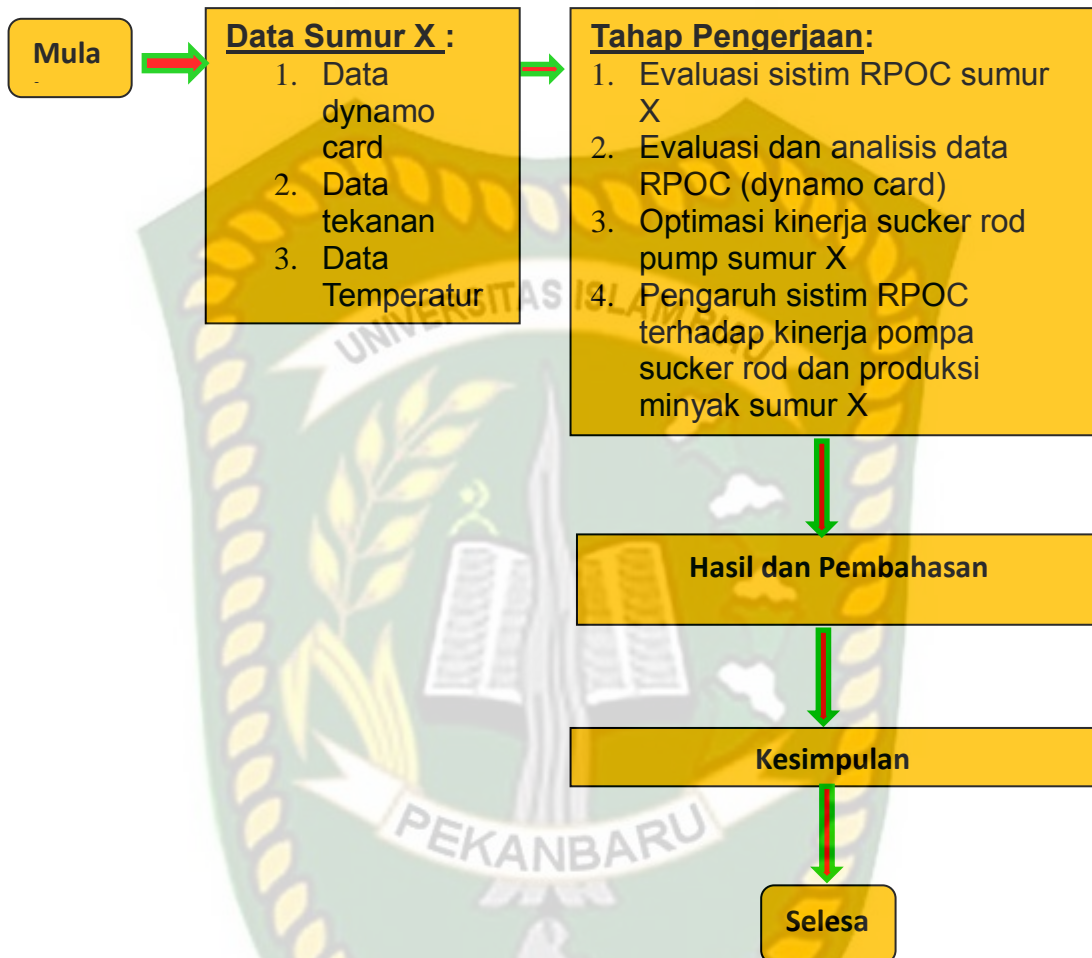 Mula
Data Sumur X :
1. Data
dynamo
card
2. Data
tekanan
3. Data
Temperatur
Tahap Pengerjaan:
1. Evaluasi sistim RPOC sumur
X
2. Evaluasi dan analisis data
RPOC (dynamo card)
3. Optimasi kinerja sucker rod
pump sumur X
4. Pengaruh sistim RPOC
terhadap kinerja pompa
sucker rod dan produksi
minyak sumur X
UNIVERSITAS ISLAM RIAU
Hasil dan Pembahasan
Kesimpulan
PEKANBARU
Selesa